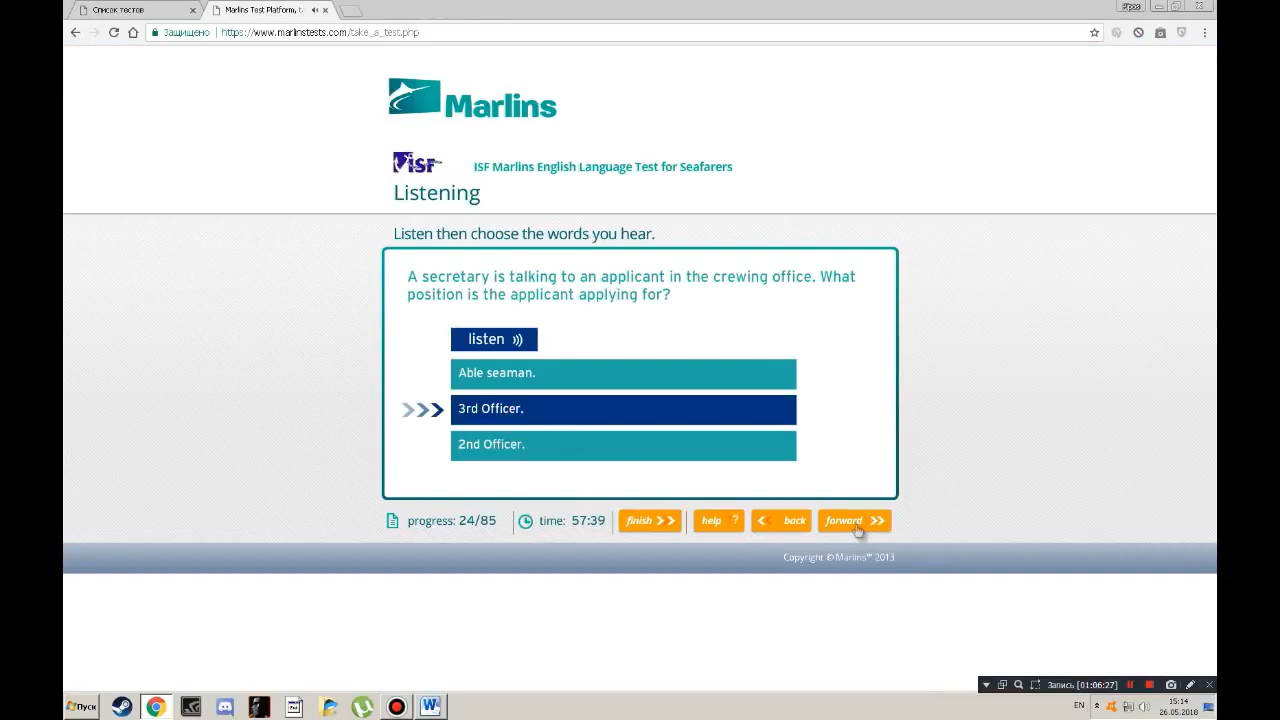 Список тестов
Marlins Test Platform, t
Защищено
https://www.marlinstests.com/take_a_test.php
Marlins
ISF
ISF Marlins English Language Test for Seafarers
Listening
Listen then choose the words you hear.
A secretary is talking to an applicant in the crewing office. What
position is the applicant applying for?
listen
Able seaman.
3rd Officer.
2nd Officer.
progress: 24/85
time: 57:39
finish
help ?
back
forward
Copyright © Marlins™ 2013
Запись [01:06:27]
Пуск
EN
15:14
26.05.2018